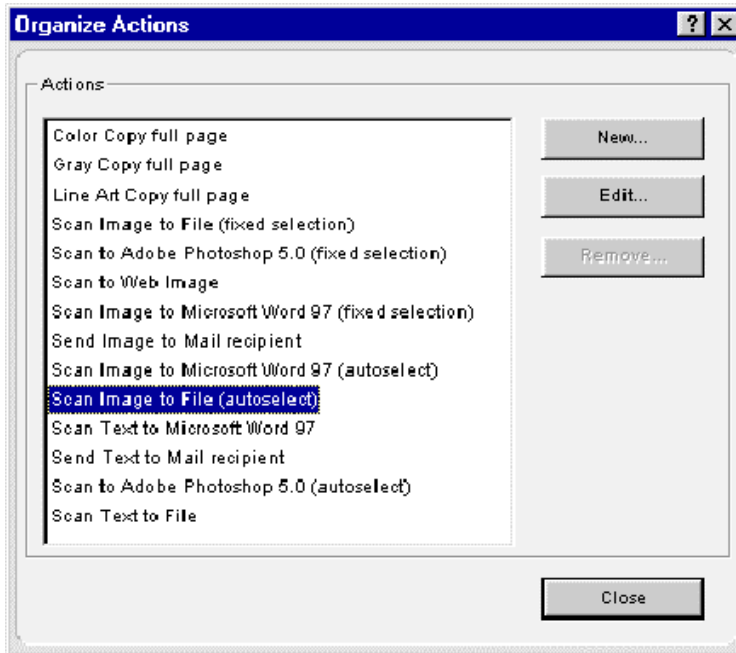 Organize Actions
Actions
Color Copy full page
Gray Copy full page
Line Art Copy full page
Scan Image to File (fixed selection)
Scan to Adobe Photoshop 5.0 (fixed selection)
Scan to Web Image
Scan Image to Microsoft Word 97 (fixed selection)
Send Image to Mail recipient
Scan Image to Microsoft Word 97 (autoselect)
Scan Image to File (autoselect)
Scan Text to Microsoft Word 97
Send Text to Mail recipient
Scan to Adobe Photoshop 5.0 (autoselect)
Scan Text to File
New...
Edit...
Remove...
Close